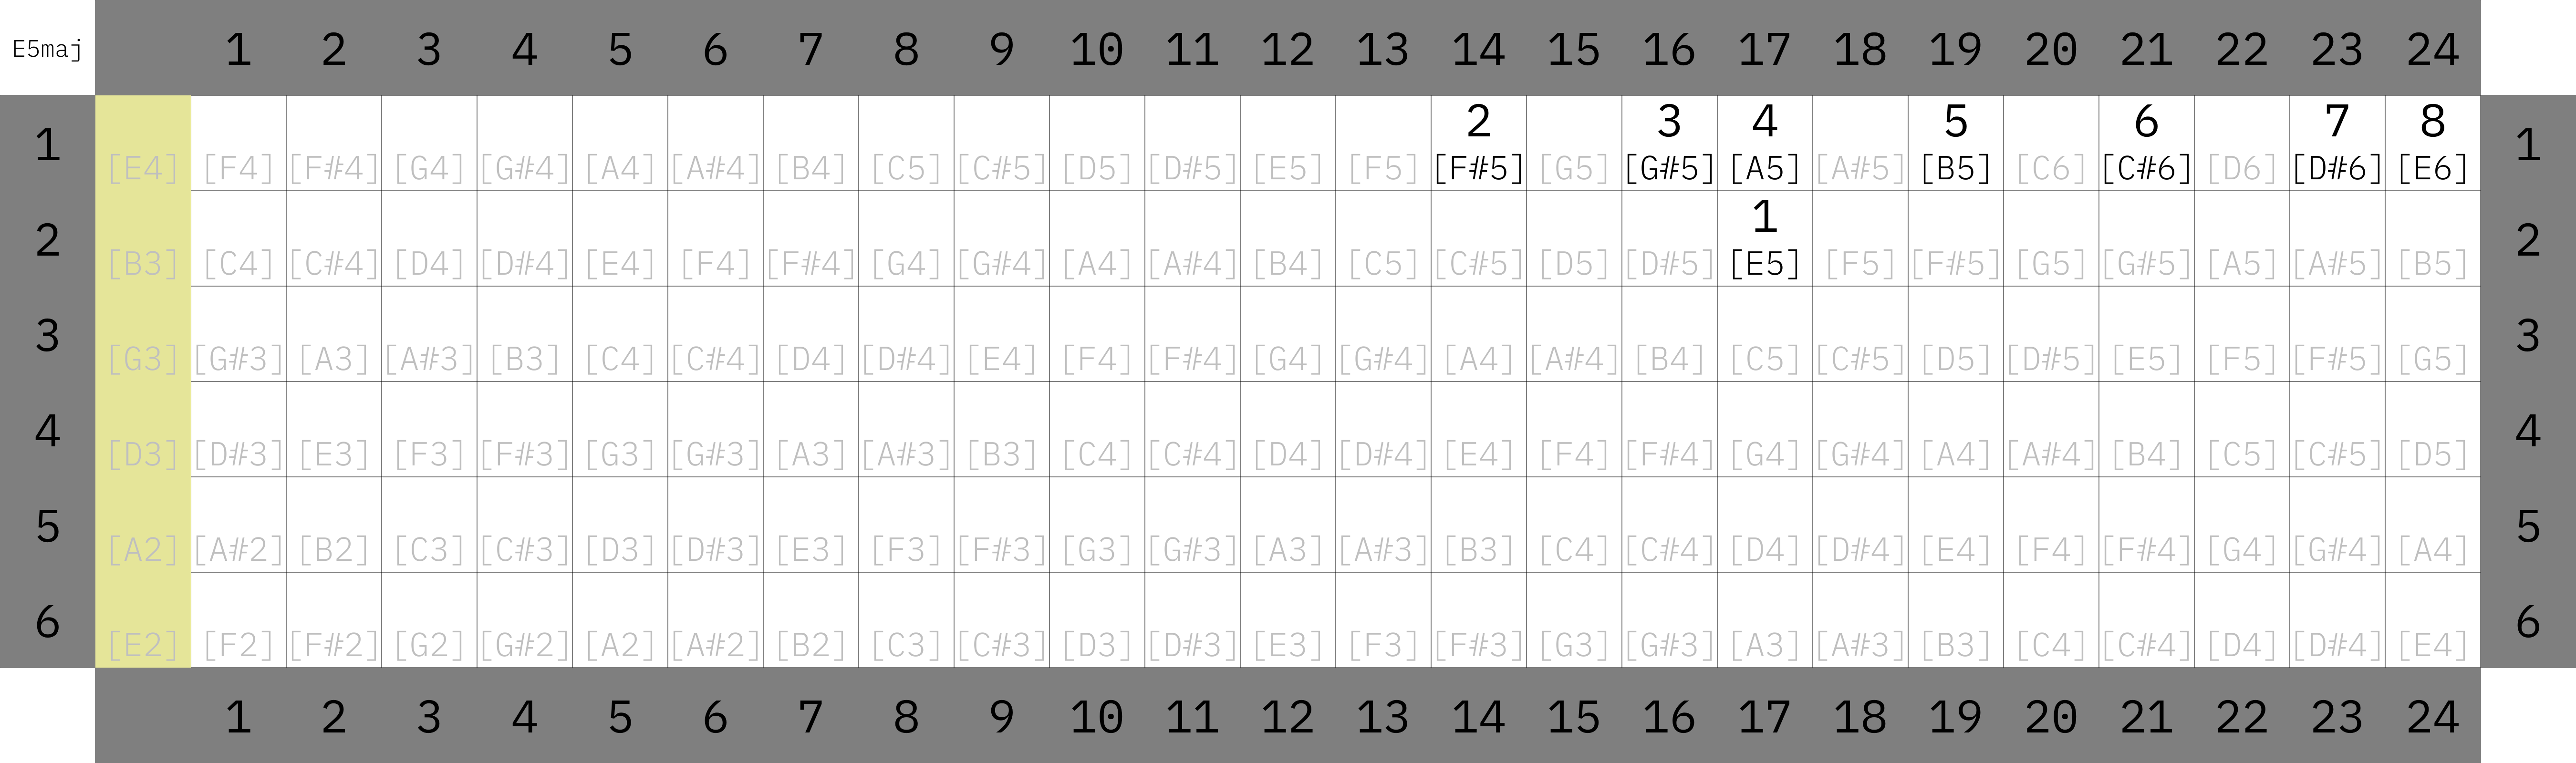 E5maj 1 2 3 4 5 6 7 8 9 10 11 12 13 14 15 16 17 18 19 20 21 22 23 24
2 3 4 5 6 7 8
1 [E4] [F4] [F#4] [G4] [G#4] [A4] [A#4] [B4] [C5] [C#5] [D5] [D#5] [E5] [F5] [F#5] [G5] [G#5] [A5] [A#5] [B5] [C6] [C#6] [D6] [D#6] [E6] 1
1
2 [B3] [C4] [C#4] [D4] [D#4] [E4] [F4] [F#4] [G4] [G#4] [A4] [A#4] [B4] [C5] [C#5] [D5] [D#5] [E5] [F5] [F#5] [G5] [G#5] [A5] [A#5] [B5] 2
3 [G3] [G#3] [A3] [A#3] [B3] [C4] [C#4] [D4] [D#4] [E4] [F4] [F#4] [G4] [G#4] [A4] [A#4] [B4] [C5] [C#5] [D5] [D#5] [E5] [F5] [F#5] [G5] 3
4 [D3] [D#3] [E3] [F3] [F#3] [G3] [G#3] [A3] [A#3] [B3] [C4] [C#4] [D4] [D#4] [E4] [F4] [F#4] [G4] [G#4] [A4] [A#4] [B4] [C5] [C#5] [D5] 4
5 [A2] [A#2] [B2] [C3] [C#3] [D3] [D#3] [E3] [F3] [F#3] [G3] [G#3] [A3] [A#3] [B3] [C4] [C#4] [D4] [D#4] [E4] [F4] [F#4] [G4] [G#4] [A4] 5
6 [E2] [F2] [F#2] [G2] [G#2] [A2] [A#2] [B2] [C3] [C#3] [D3] [D#3] [E3] [F3] [F#3] [G3] [G#3] [A3] [A#3] [B3] [C4] [C#4] [D4] [D#4] [E4] 6
1 2 3 4 5 6 7 8 9 10 11 12 13 14 15 16 17 18 19 20 21 22 23 24